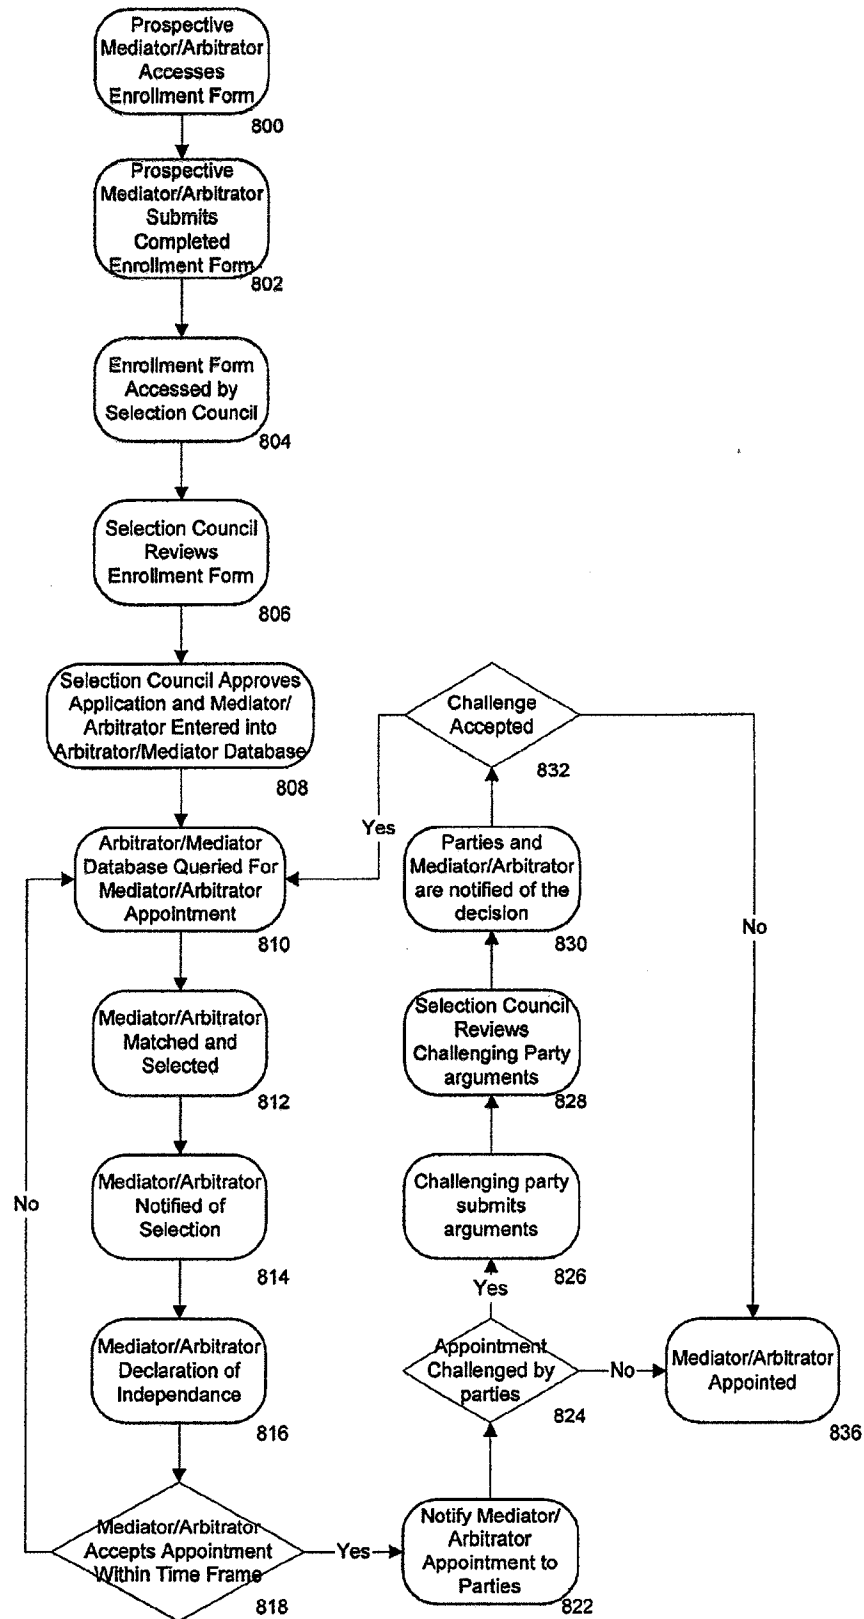 Prospective
Mediator/Arbitrator
Accesses
Enrollment Form
800
Prospective
Mediator/Arbitrator
Submits
Completed
Enrollment Form
802
Enrollment Form
Accessed by
Selection Council
804
Selection Council
Reviews
Enrollment Form
806
Selection Council Approves
Application and Mediator/
Arbitrator Entered into
Arbitrator/Mediator Database
808
Arbitrator/Mediator
Database Queried For
Mediator/Arbitrator
Appointment
810
Mediator/Arbitrator
Matched and
Selected
812
Mediator/Arbitrator
Notified of
Selection
814
Mediator/Arbitrator
Declaration of
Independance
816
Mediator/Arbitrator
Accepts Appointment
Within Time Frame
818
No
Yes
Notify Mediator/
Arbitrator
Appointment to
Parties
822
Appointment
Challenged by
parties
824
Yes
No
Challenging party
submits
arguments
826
Selection Council
Reviews
Challenging Party
arguments
828
Parties and
Mediator/Arbitrator
are notified of the
decision
830
Challenge
Accepted
832
Yes
No
Mediator/Arbitrator
Appointed
836